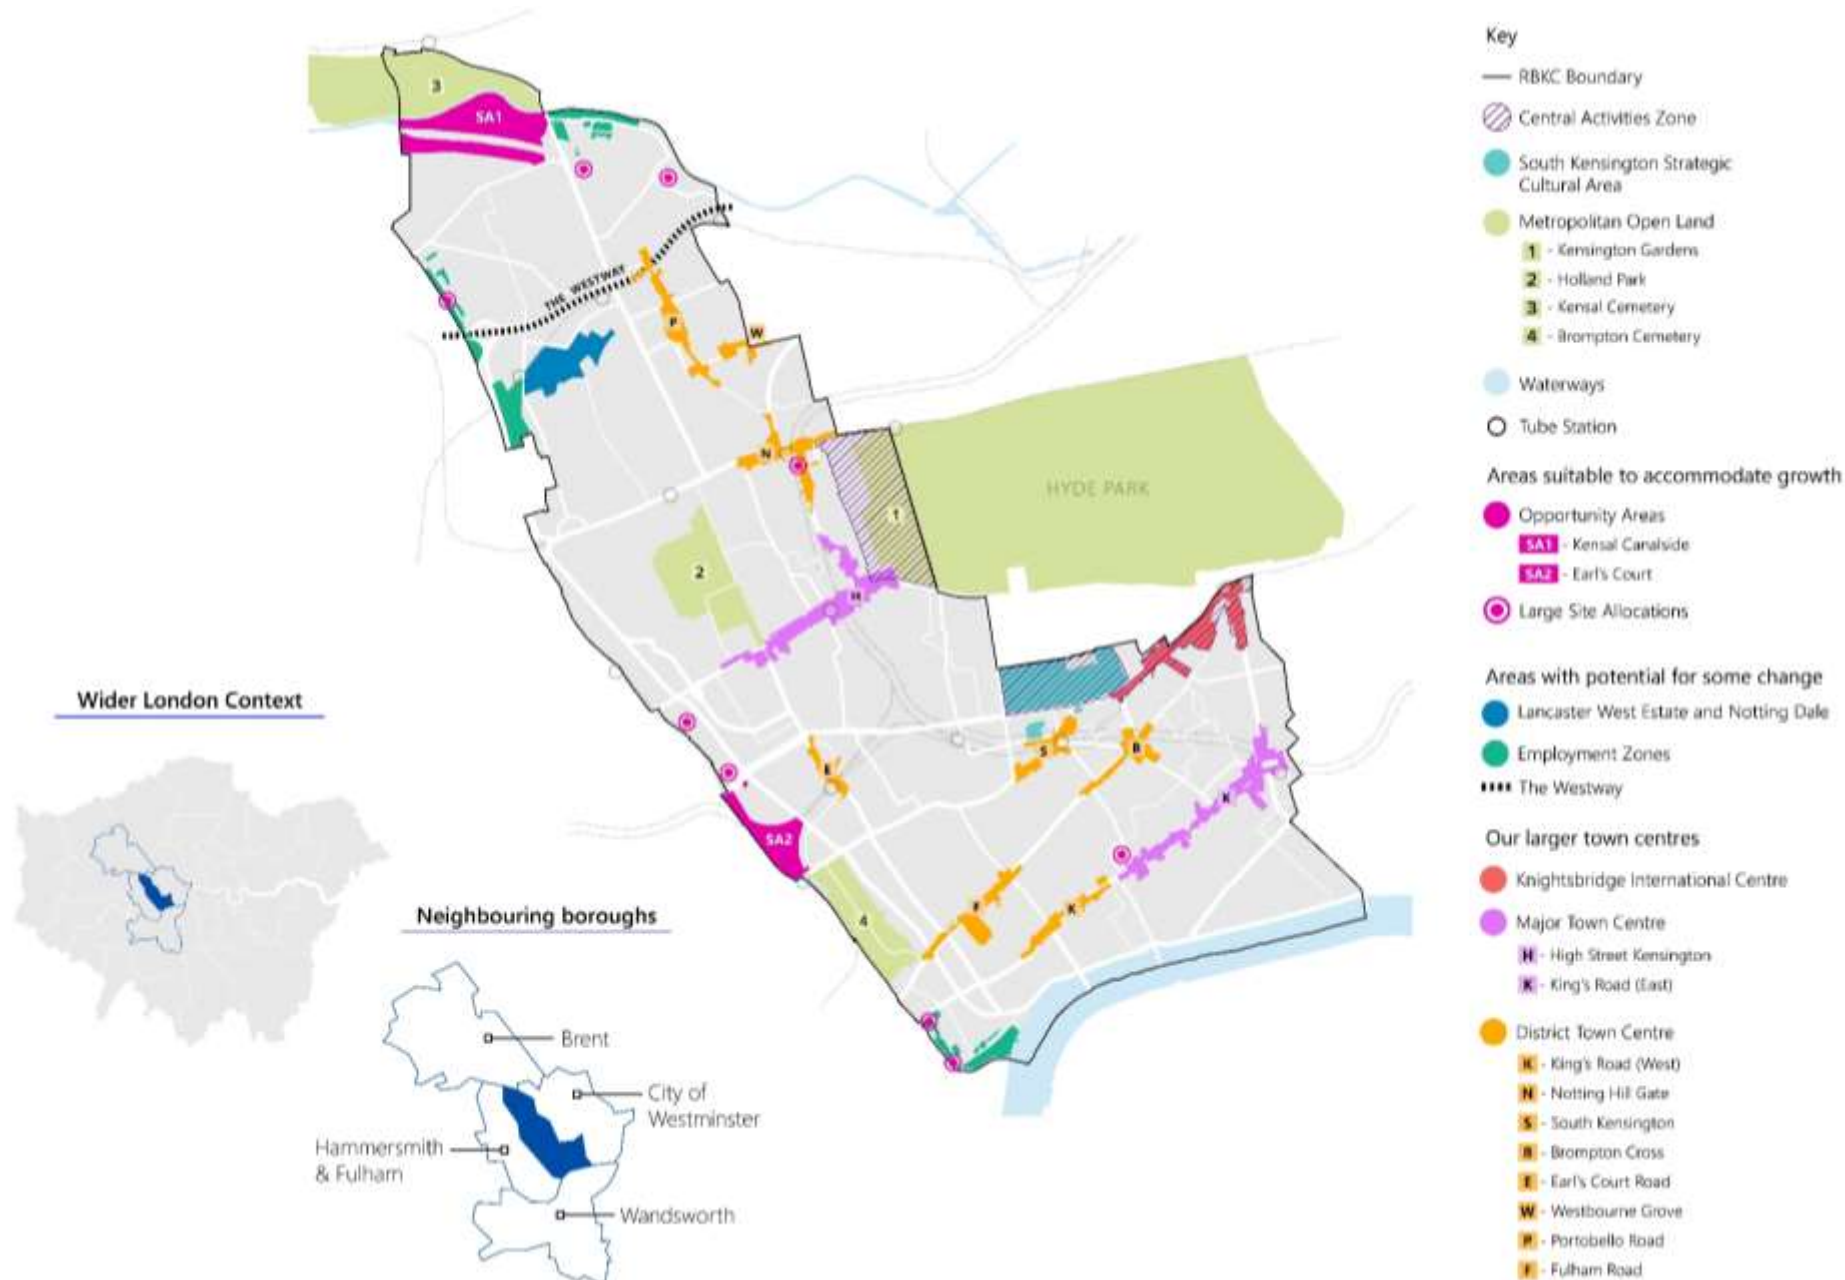 3
SA1
THE WESTWAY
P
W
N
HYDE PARK
1
2
H
S
B
E
K
SA2
F
K
4
Wider London Context
Neighbouring boroughs
Brent
City of
Westminster
Hammersmith
& Fulham
Wandsworth
Key
RBKC Boundary
Central Activities Zone
South Kensington Strategic
Cultural Area
Metropolitan Open Land
1 - Kensington Gardens
2 - Holland Park
3 - Kensal Cemetery
4 - Brompton Cemetery
Waterways
Tube Station
Areas suitable to accommodate growth
Opportunity Areas
SA1 - Kensal Canalside
SA2 - Earl's Court
Large Site Allocations
Areas with potential for some change
Lancaster West Estate and Notting Dale
Employment Zones
The Westway
Our larger town centres
Knightsbridge International Centre
Major Town Centre
H - High Street Kensington
K - King's Road (East)
District Town Centre
K - King's Road (West)
N - Notting Hill Gate
S - South Kensington
B - Brompton Cross
E - Earl's Court Road
W - Westbourne Grove
P - Portobello Road
F - Fulham Road